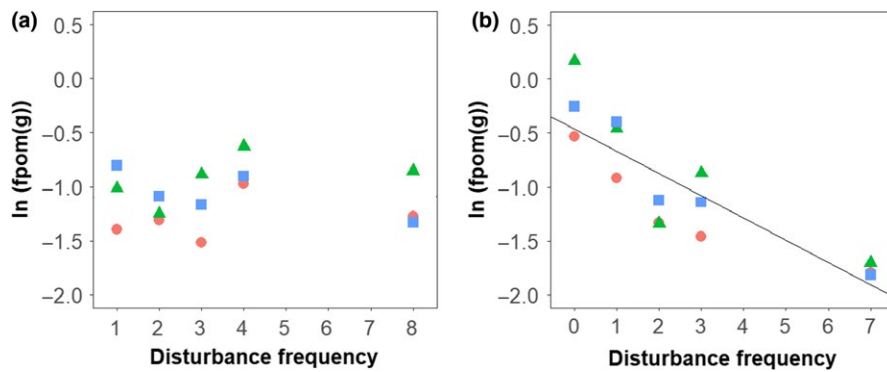 (a)
0.5
0.0
–0.5
–1.0
–1.5
–2.0
ln (fpom(g))
1 2 3 4 5 6 7 8
Disturbance frequency
(b)
0.5
0.0
–0.5
–1.0
–1.5
–2.0
ln (fpom(g))
0 1 2 3 4 5 6 7
Disturbance frequency